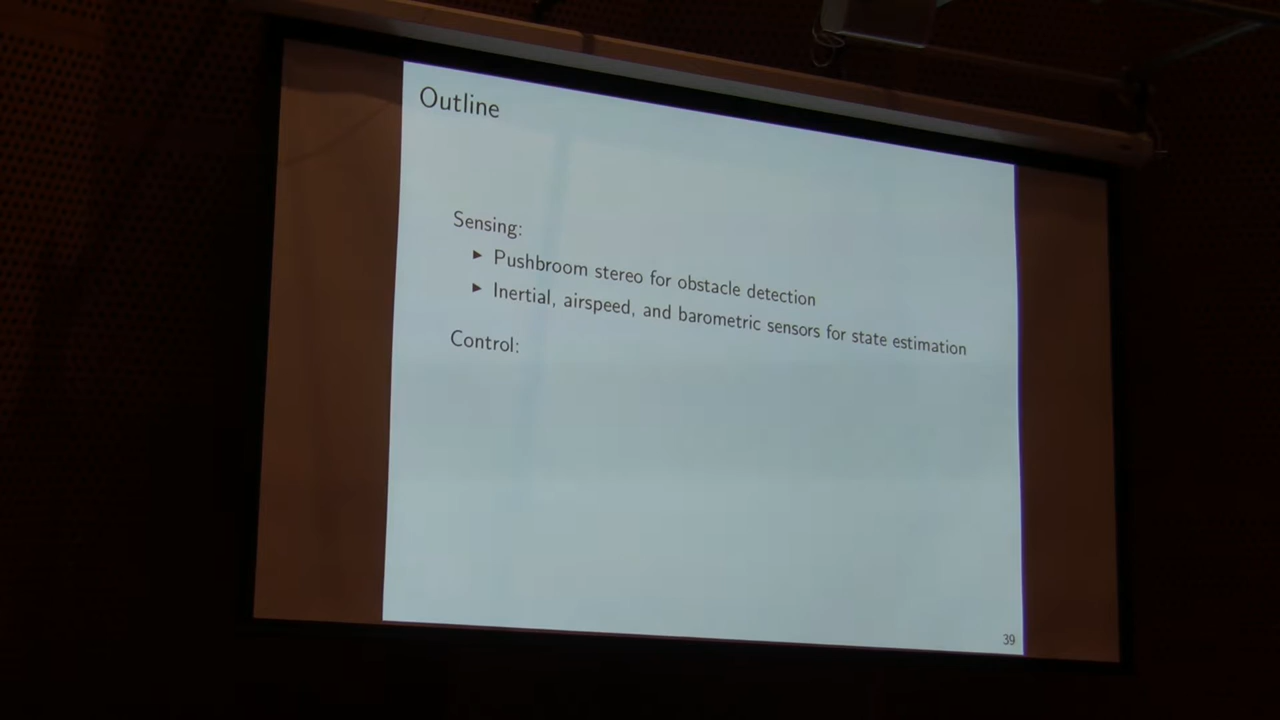 Outline
Sensing:
▶ Pushbroom stereo for obstacle detection
▶ Inertial, airspeed, and barometric sensors for state estimation
Control:
39